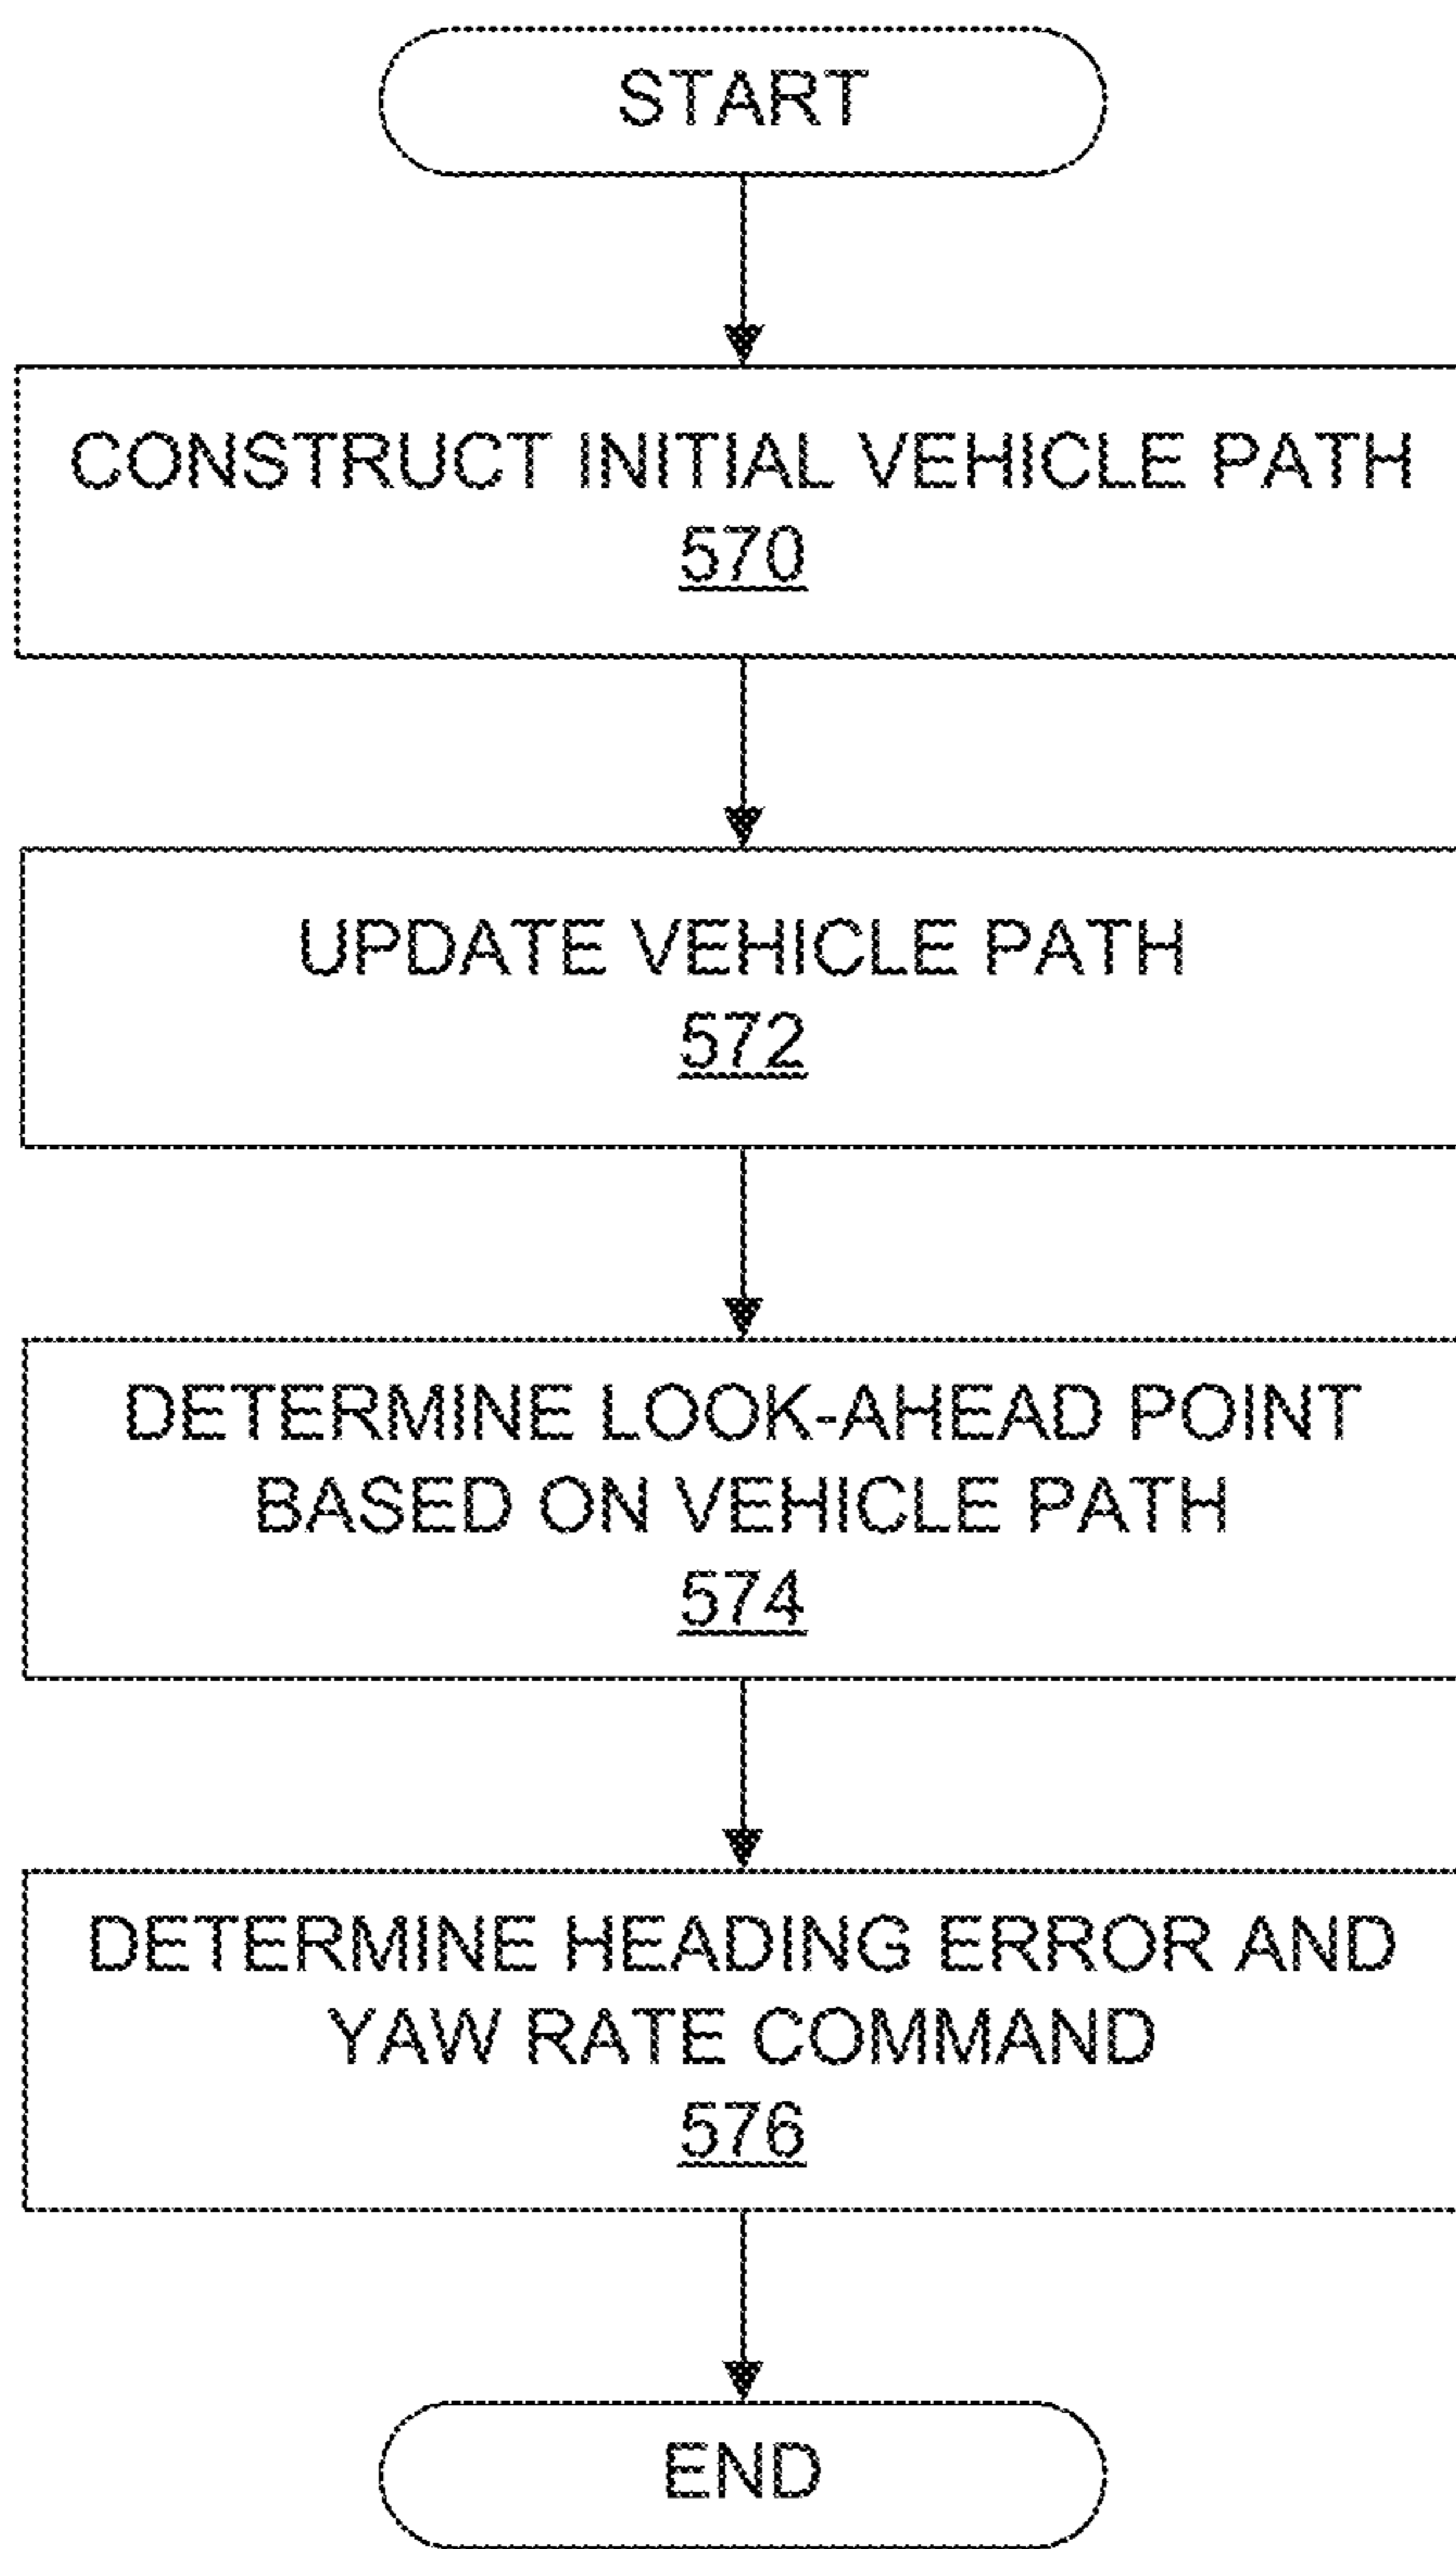 START
CONSTRUCT INITIAL VEHICLE PATH
570
UPDATE VEHICLE PATH
572
DETERMINE LOOK-AHEAD POINT
BASED ON VEHICLE PATH
574
DETERMINE HEADING ERROR AND
YAW RATE COMMAND
576
END